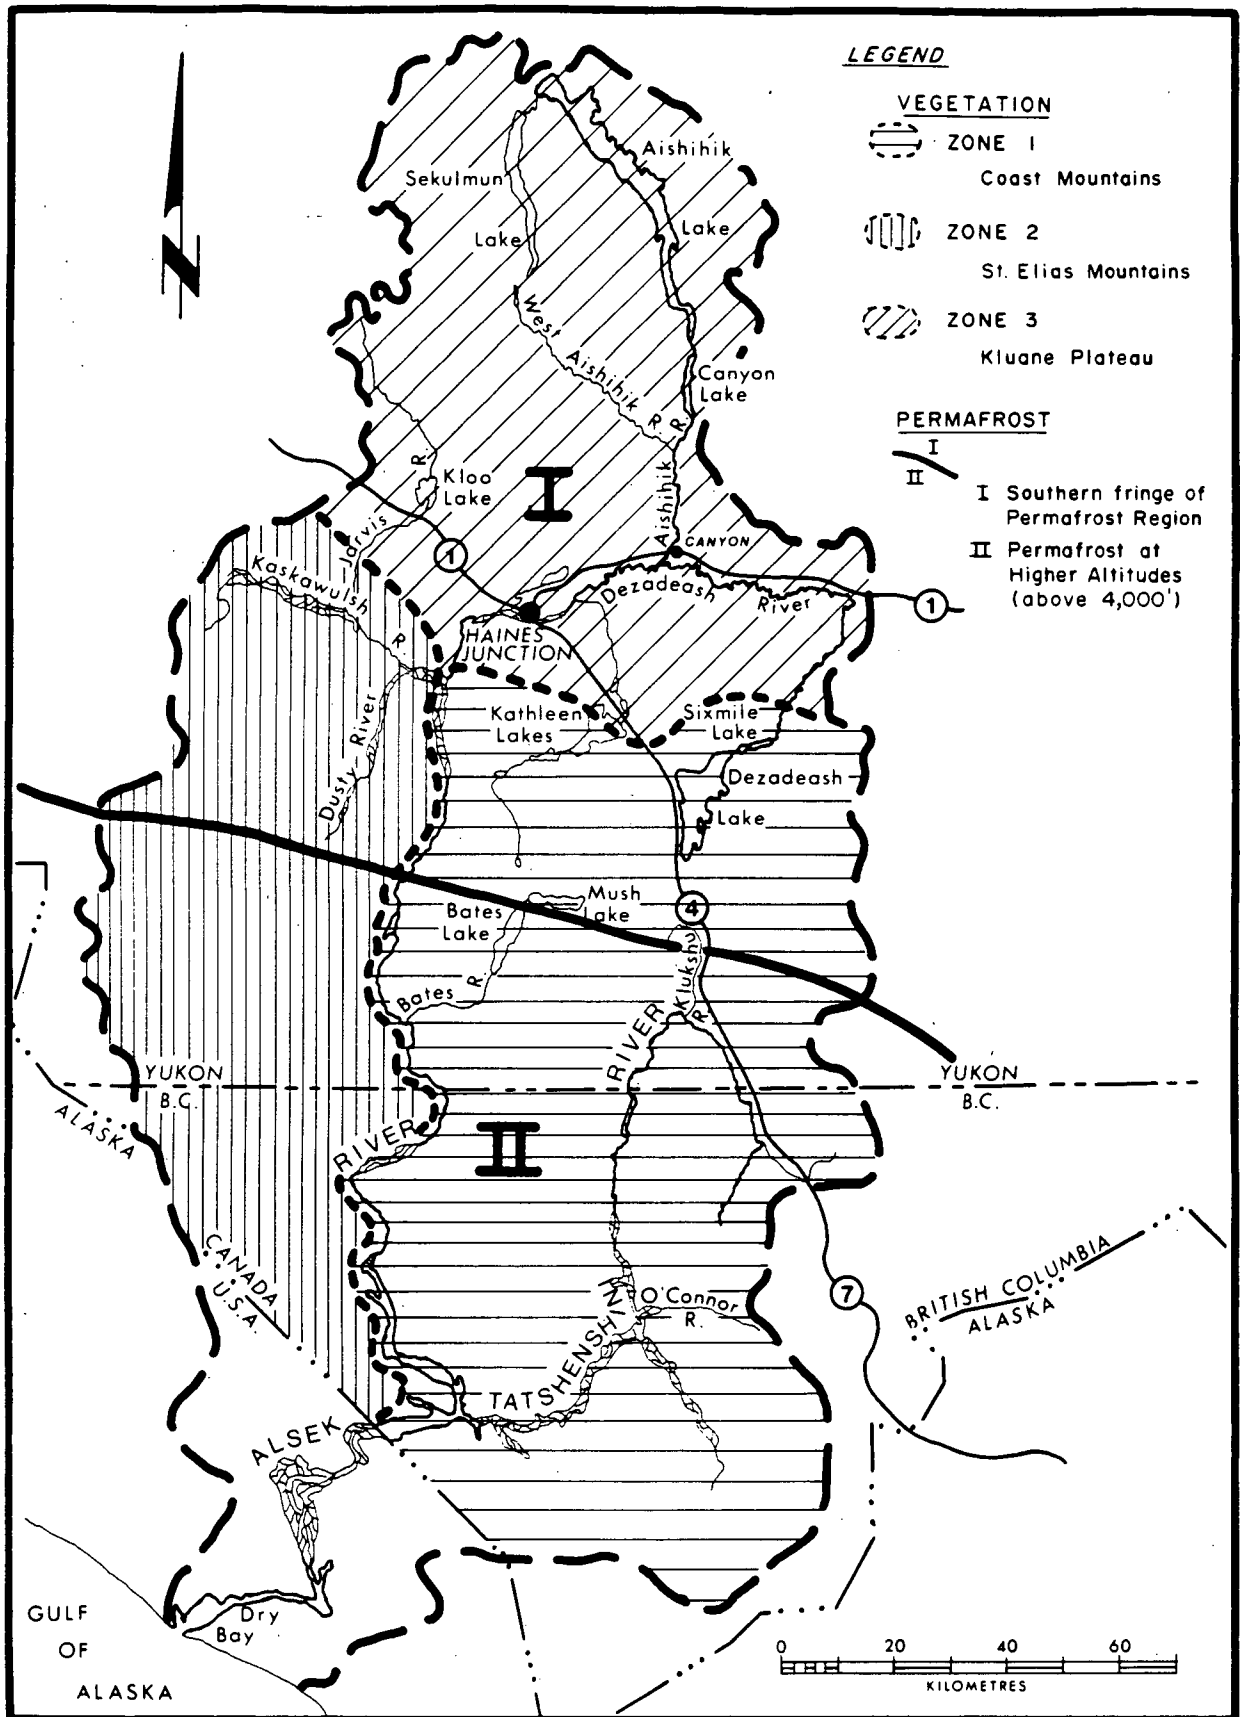 LEGEND
VEGETATION
ZONE 1
Coast Mountains
ZONE 2
St. Elias Mountains
ZONE 3
Kluane Plateau
PERMAFROST
I
II
I Southern fringe of
Permafrost Region
II Permafrost at
Higher Altitudes
(above 4,000')
N
Aishihik
Lake
Sekulmun
Lake
West Aishihik R.
Canyon
Lake
Aishihik R.
R.
Kloo
Lake
Jarvis
I
1
CANYON
Kaskawulsh
R.
Dezadeash
River
1
HAINES
JUNCTION
Dusty River
Kathleen
Lakes
Sixmile
Lake
Dezadeash
Lake
Mush
Lake
Bates
Lake
4
Klukshu
R.
Bates R.
RIVER
YUKON
B.C.
YUKON
B.C.
ALASKA
RIVER
II
CANADA
U.S.A.
O'Connor
R.
7
BRITISH COLUMBIA
ALASKA
TATSHENSHINI
ALSEK
Dry
Bay
GULF
OF
ALASKA
0 20 40 60
KILOMETRES